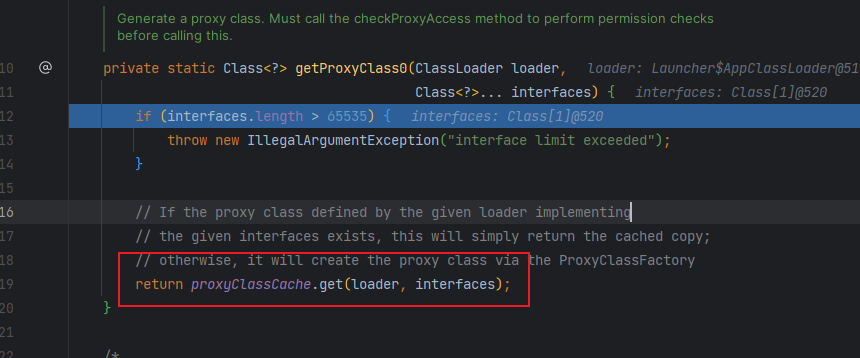 Generate a proxy class. Must call the checkProxyAccess method to perform permission checks
before calling this.
10 @ private static Class<?> getProxyClass0(ClassLoader loader, loader: Launcher$AppClassLoader@51
11 Class<?>... interfaces) { interfaces: Class[1]@520
12 if (interfaces.length > 65535) { interfaces: Class[1]@520
13 throw new IllegalArgumentException("interface limit exceeded");
14 }
15
16 // If the proxy class defined by the given loader implementing
17 // the given interfaces exists, this will simply return the cached copy;
18 // otherwise, it will create the proxy class via the ProxyClassFactory
19 return proxyClassCache.get(loader, interfaces);
20 }
21
22 /*